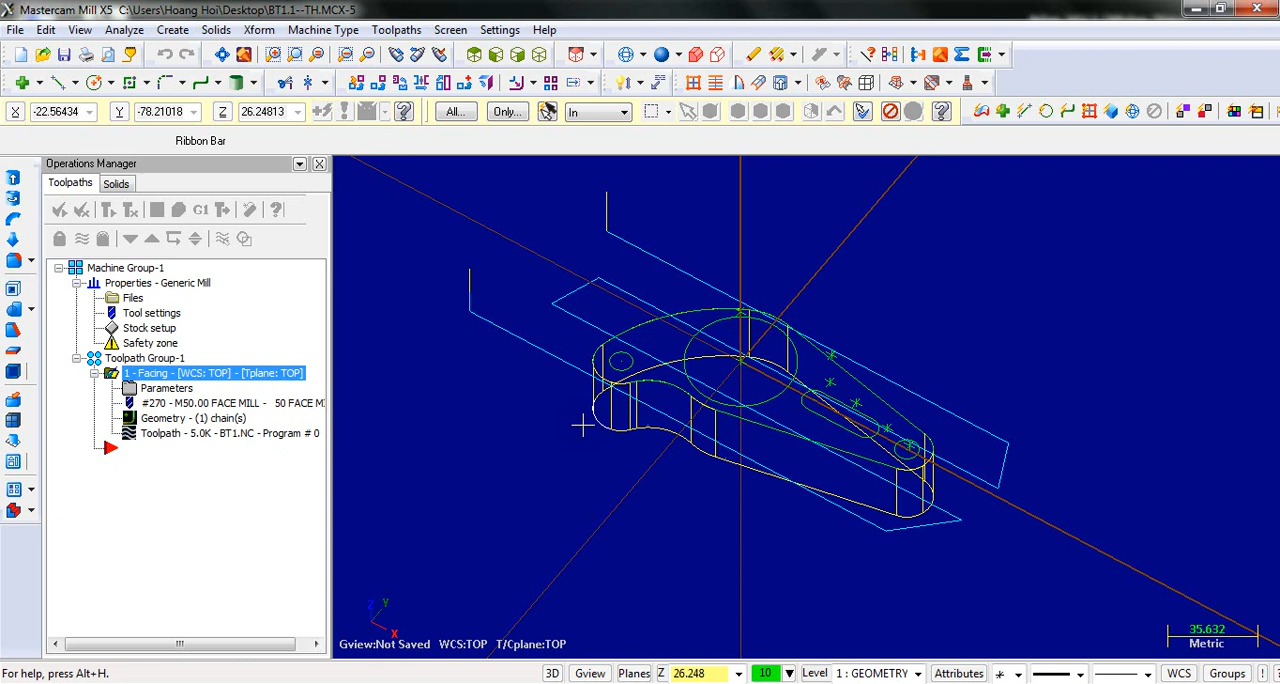 Mastercam Mill X5 C:\Users\Hoang Hoi\Desktop\BT1.1--TH.MCX-5
File Edit View Analyze Create Solids Xform Machine Type Toolpaths Screen Settings Help
X -22.56434 Y -78.21018 Z 26.24813 All... Only... In
Ribbon Bar
Operations Manager
Toolpaths Solids
G1
Machine Group-1
Properties - Generic Mill
Files
Tool settings
Stock setup
Safety zone
Toolpath Group-1
1 - Facing - [WCS: TOP] - [Tplane: TOP]
Parameters
#270 - M50.00 FACE MILL - 50 FACE M
Geometry - (1) chain(s)
Toolpath - 5.0K - BT1.NC - Program # 0
Z Y
X
Gview:Not Saved WCS:TOP T/Cplane:TOP
35.632
Metric
For help, press Alt+H. 3D Gview Planes Z 26.248 10 Level 1 : GEOMETRY Attributes WCS Groups !